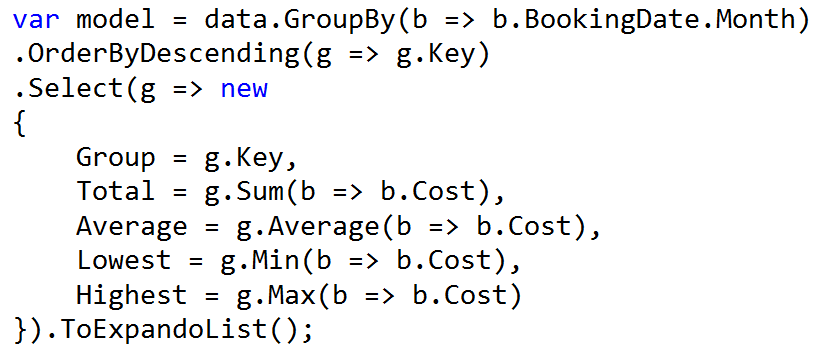 var model = data.GroupBy(b => b.BookingDate.Month)
.OrderByDescending(g => g.Key)
.Select(g => new
{
    Group = g.Key,
    Total = g.Sum(b => b.Cost),
    Average = g.Average(b => b.Cost),
    Lowest = g.Min(b => b.Cost),
    Highest = g.Max(b => b.Cost)
}).ToExpandoList();